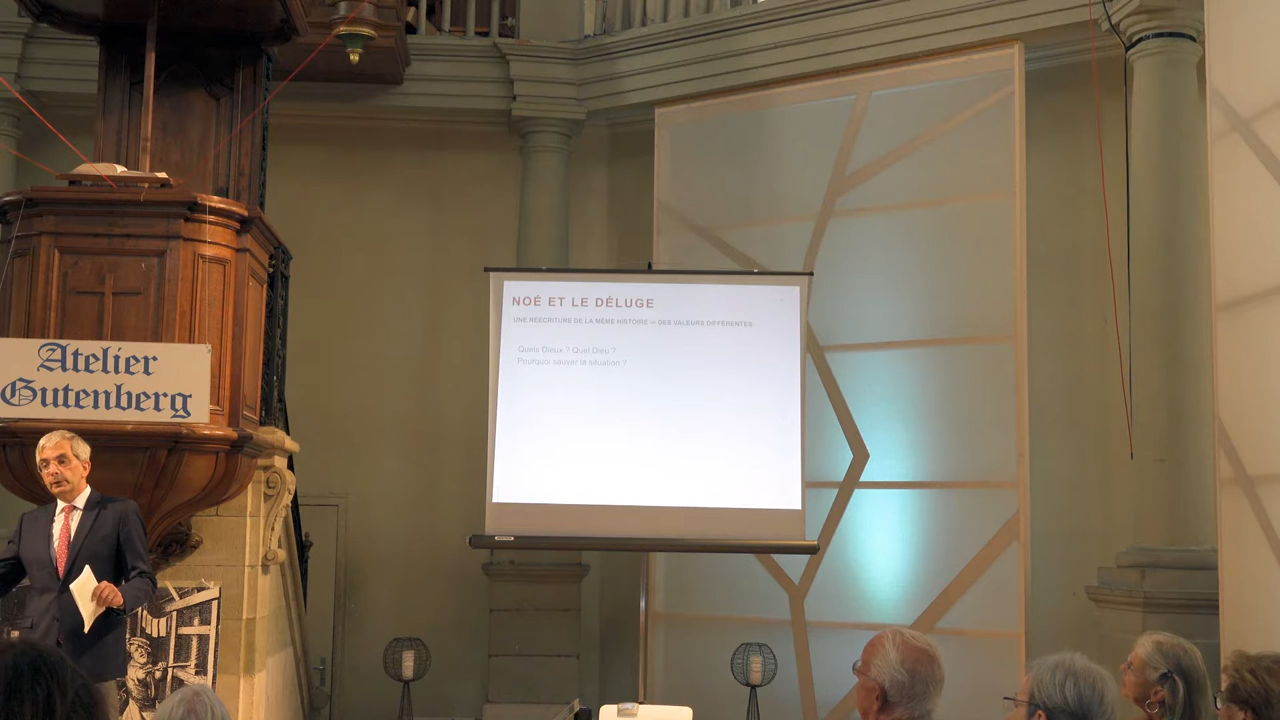 NOÉ ET LE DÉLUGE
UNE RÉÉCRITURE DE LA MÊME HISTOIRE = DES VALEURS DIFFÉRENTES
Quels Dieux ? Quel Dieu ?
Pourquoi sauver la situation ?
Atelier
Gutenberg